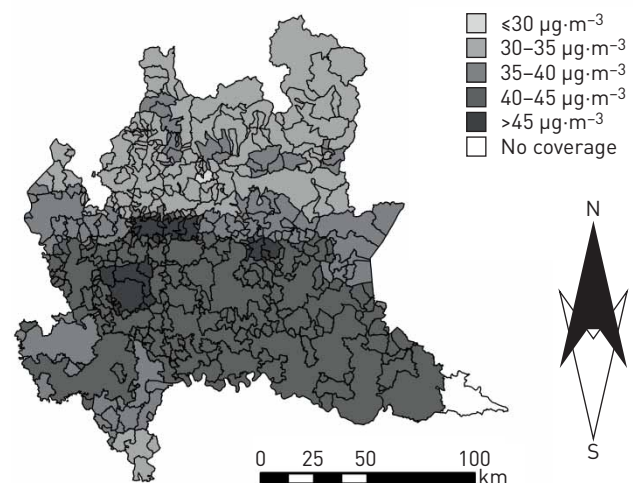 ≤30 µg·m⁻³
30–35 µg·m⁻³
35–40 µg·m⁻³
40–45 µg·m⁻³
>45 µg·m⁻³
No coverage
N
S
0 25 50 100
km